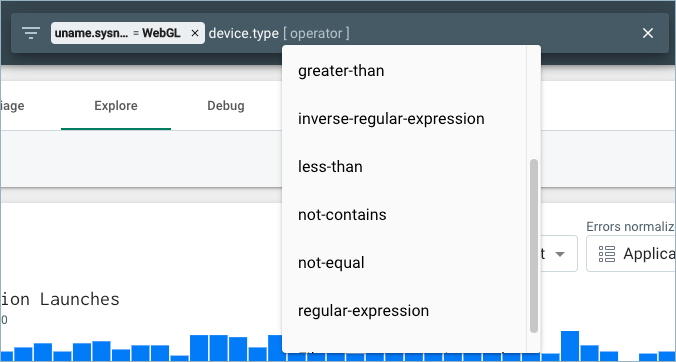 uname.sysn... = WebGL × device.type [ operator ]
iage Explore Debug
greater-than
inverse-regular-expression
less-than
not-contains
not-equal
regular-expression
Errors normaliz
t Applica
ion Launches
0